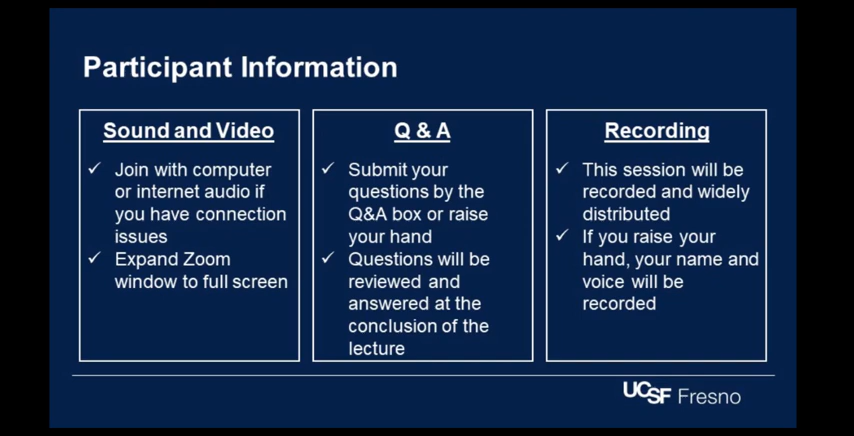 Participant Information
Sound and Video
✓ Join with computer
or internet audio if
you have connection
issues
✓ Expand Zoom
window to full screen
Q & A
✓ Submit your
questions by the
Q&A box or raise
your hand
✓ Questions will be
reviewed and
answered at the
conclusion of the
lecture
Recording
✓ This session will be
recorded and widely
distributed
✓ If you raise your
hand, your name and
voice will be
recorded
UCSF Fresno